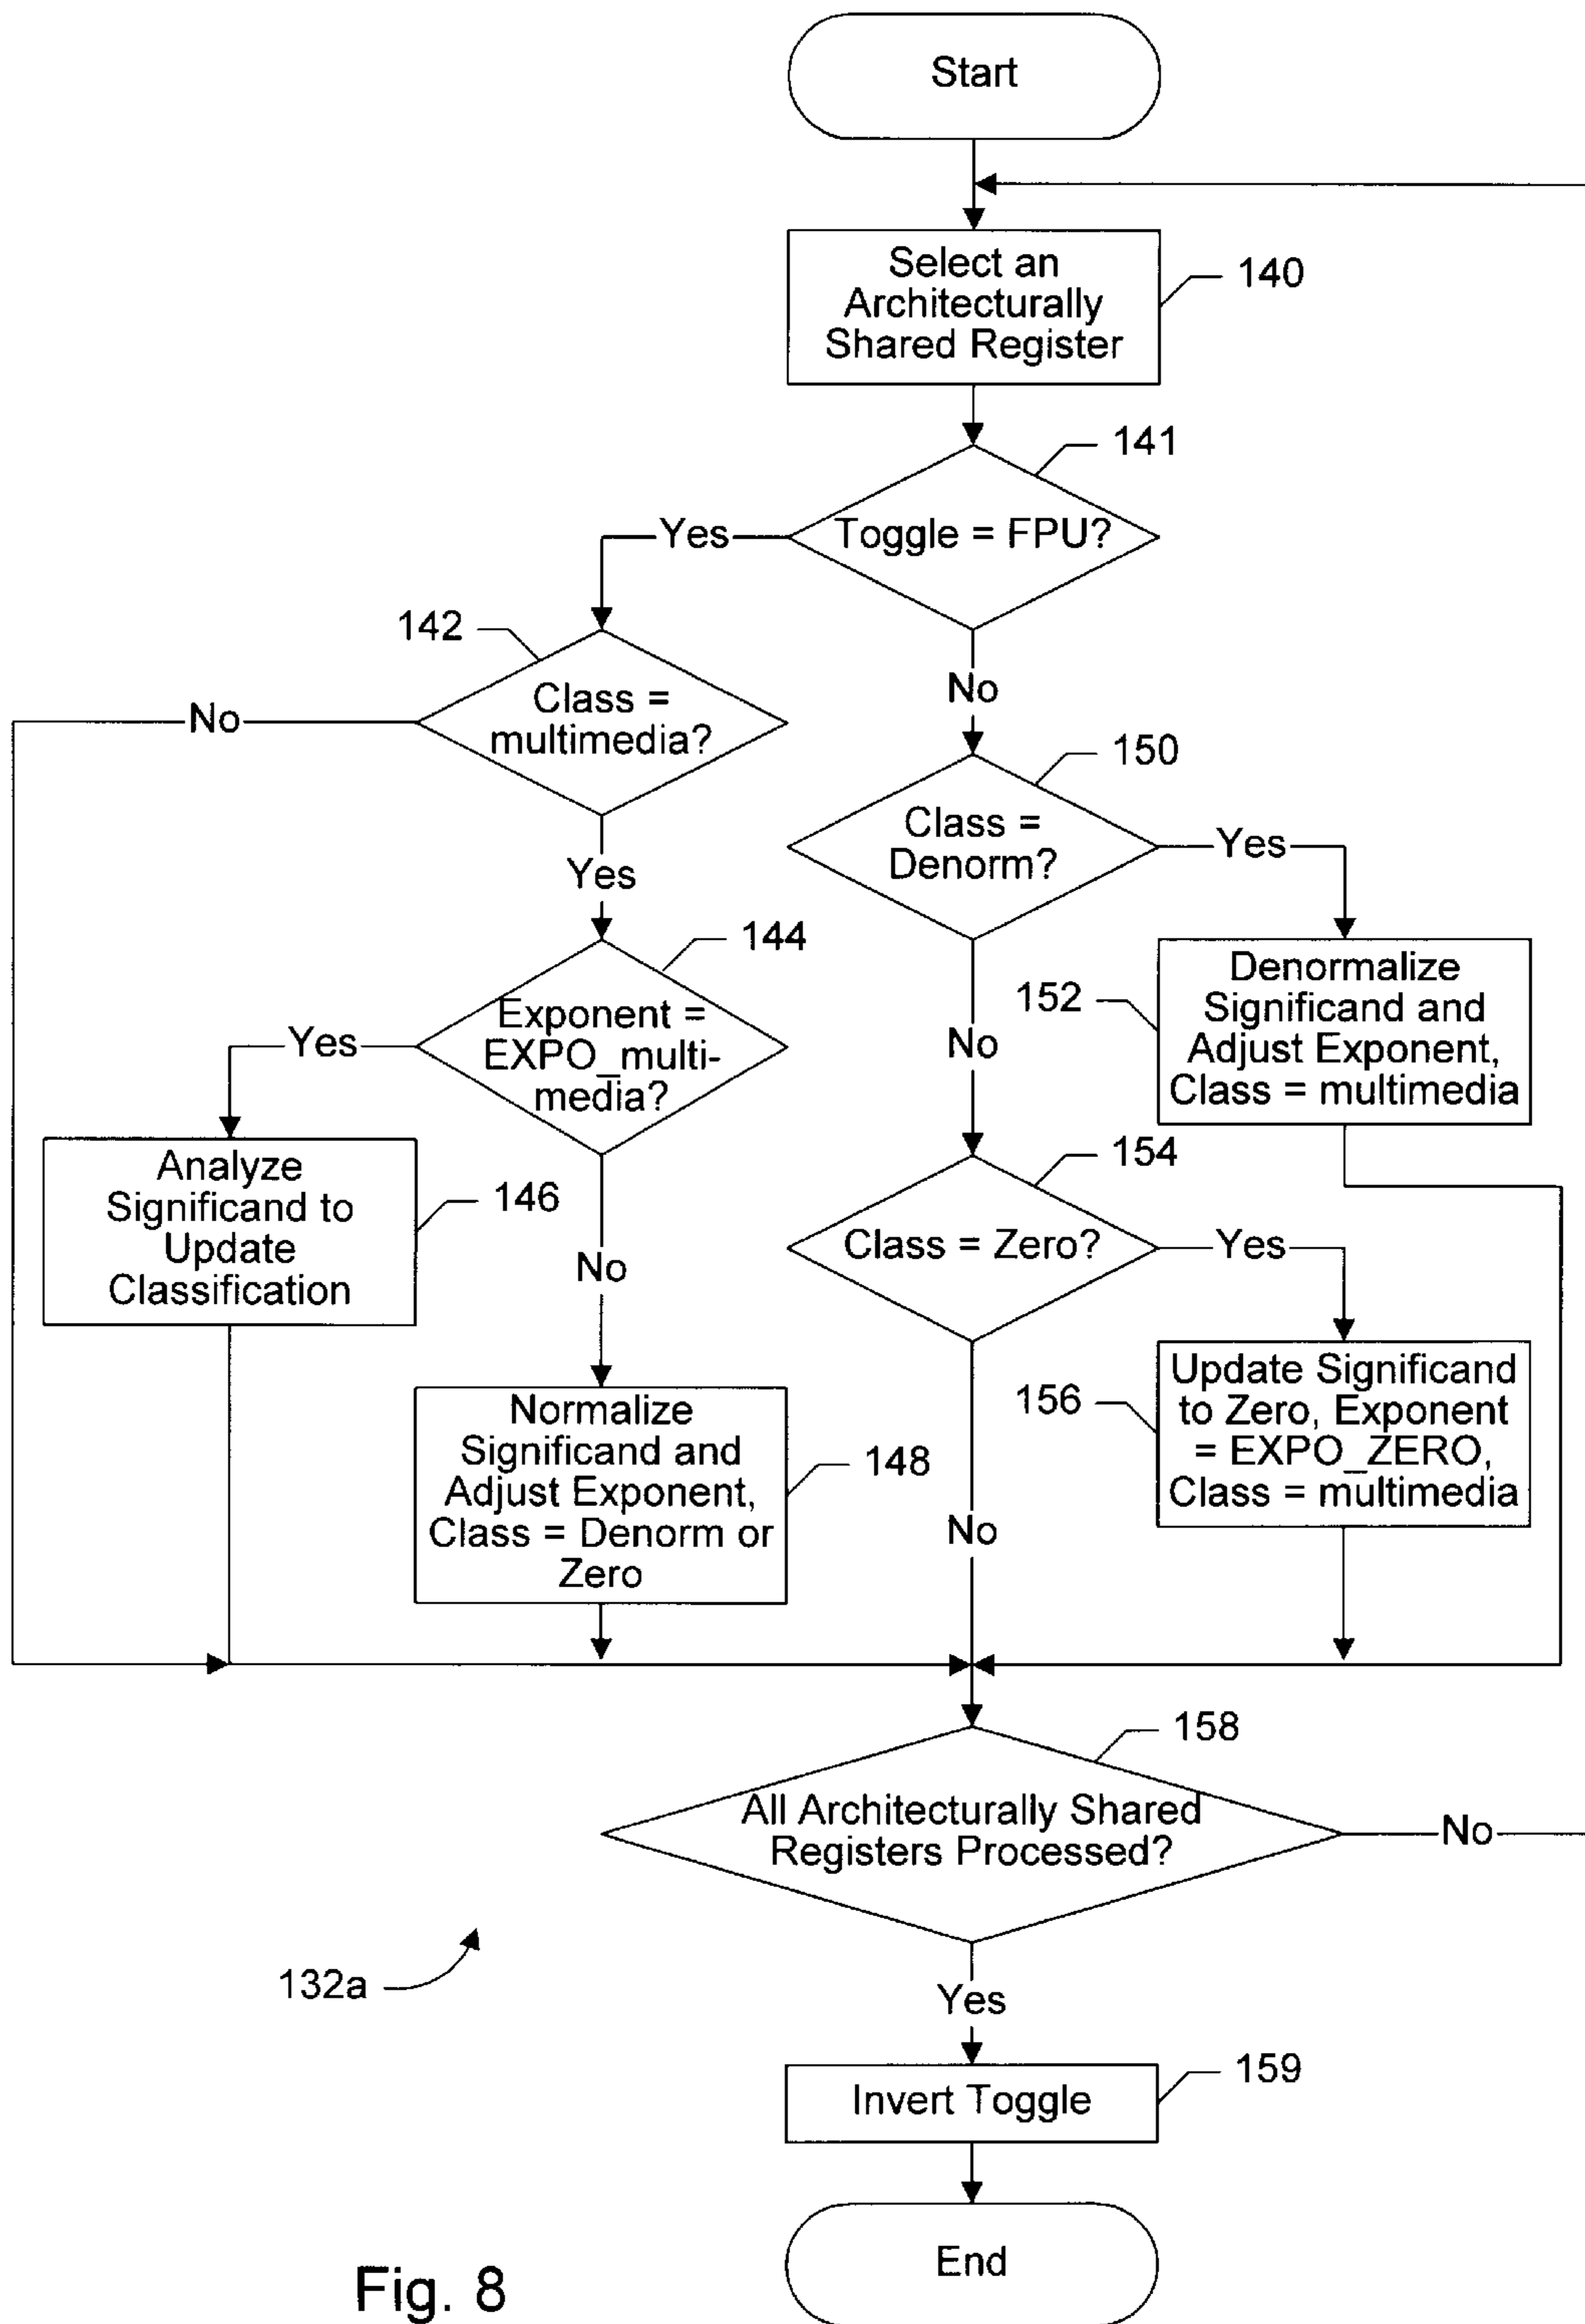 Start
Select an
Architecturally
Shared Register
140
141
Toggle = FPU?
Yes
No
142
Class =
multimedia?
No
Yes
150
Class =
Denorm?
Yes
No
144
Exponent =
EXPO_multi-
media?
Yes
No
152
Denormalize
Significand and
Adjust Exponent,
Class = multimedia
146
Analyze
Significand to
Update
Classification
154
Class = Zero?
Yes
No
148
Normalize
Significand and
Adjust Exponent,
Class = Denorm or
Zero
156
Update Significand
to Zero, Exponent
= EXPO_ZERO,
Class = multimedia
158
All Architecturally Shared
Registers Processed?
No
Yes
132a
159
Invert Toggle
End
Fig. 8